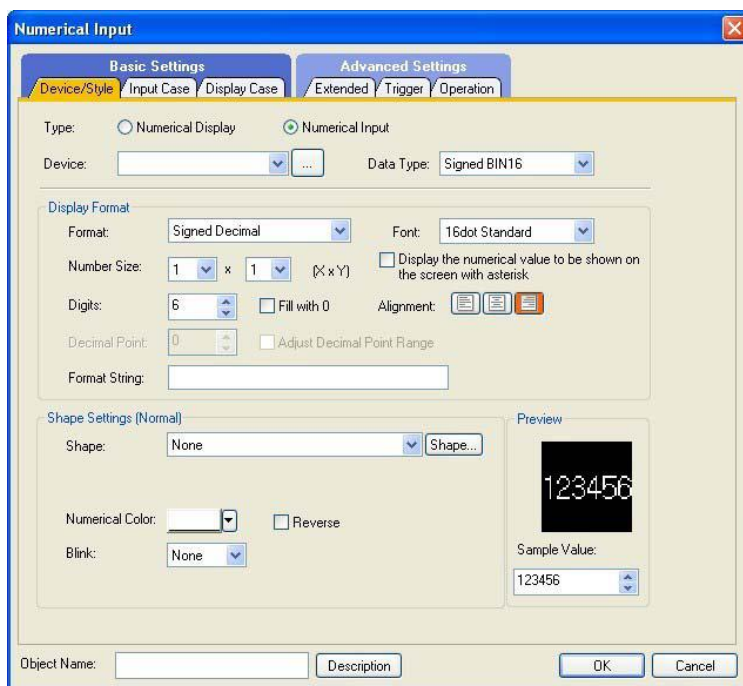 Numerical Input
Basic Settings
Advanced Settings
Device/Style Input Case Display Case Extended Trigger Operation
Type: Numerical Display Numerical Input
Device: ... Data Type: Signed BIN16
Display Format
Format: Signed Decimal Font: 16dot Standard
Number Size: 1 x 1 (X x Y) Display the numerical value to be shown on
the screen with asterisk
Digits: 6 Fill with 0 Alignment:
Decimal Point: 0 Adjust Decimal Point Range
Format String:
Shape Settings (Normal)
Preview
Shape: None Shape...
123456
Numerical Color: Reverse
Blink: None
Sample Value:
123456
Object Name: Description OK Cancel